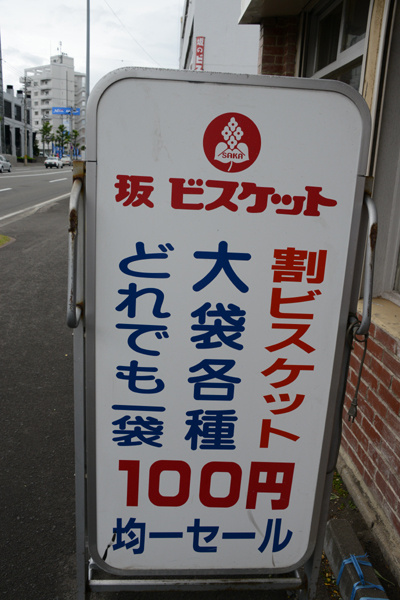 SAKA
坂 ビスケット
割ビスケット
大袋各種
どれでも一袋
100円
均一セール